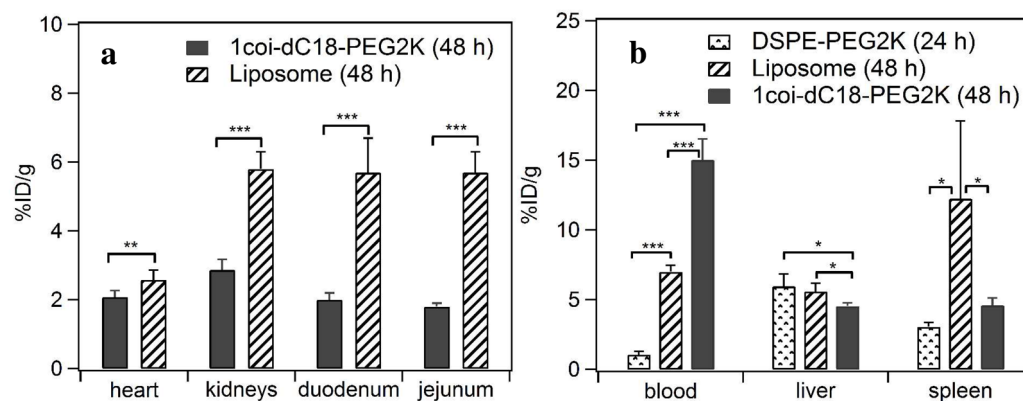 a
1coi-dC18-PEG2K (48 h)
Liposome (48 h)
%ID/g
10
8
6
4
2
0
***
***
***
**
heart
kidneys
duodenum
jejunum
b
DSPE-PEG2K (24 h)
Liposome (48 h)
1coi-dC18-PEG2K (48 h)
%ID/g
25
20
15
10
5
0
***
***
***
*
*
*
*
blood
liver
spleen